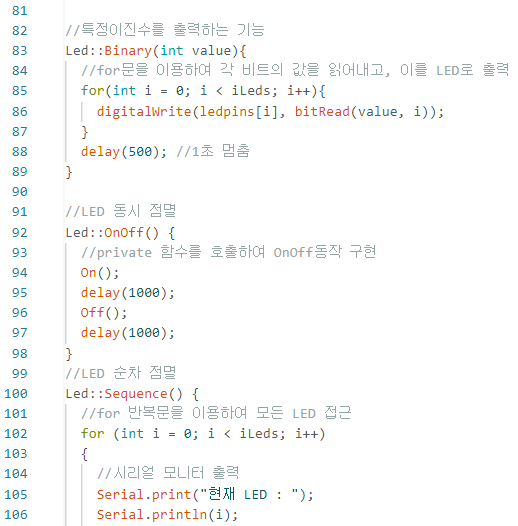 81
82 //특정이진수를 출력하는 기능
83 Led::Binary(int value){
84 //for문을 이용하여 각 비트의 값을 읽어내고, 이를 LED로 출력
85 for(int i = 0; i < iLeds; i++){
86 digitalWrite(ledpins[i], bitRead(value, i));
87 }
88 delay(500); //1초 멈춤
89 }
90
91 //LED 동시 점멸
92 Led::OnOff() {
93 //private 함수를 호출하여 OnOff동작 구현
94 On();
95 delay(1000);
96 Off();
97 delay(1000);
98 }
99 //LED 순차 점멸
100 Led::Sequence() {
101 //for 반복문을 이용하여 모든 LED 접근
102 for (int i = 0; i < iLeds; i++)
103 {
104 //시리얼 모니터 출력
105 Serial.print("현재 LED : ");
106 Serial.println(i);